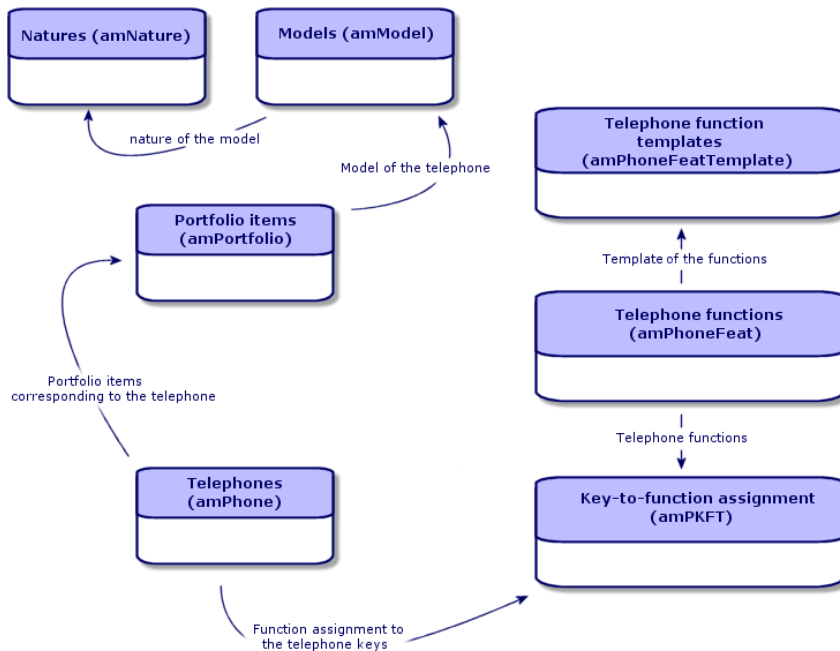 Natures (amNature)
Models (amModel)
nature of the model
Model of the telephone
Telephone function
templates
(amPhoneFeatTemplate)
Portfolio items
(amPortfolio)
Template of the functions
Telephone functions
(amPhoneFeat)
Portfolio items
corresponding to the telephone
Telephone functions
Telephones
(amPhone)
Key-to-function assignment
(amPKFT)
Function assignment to
the telephone keys